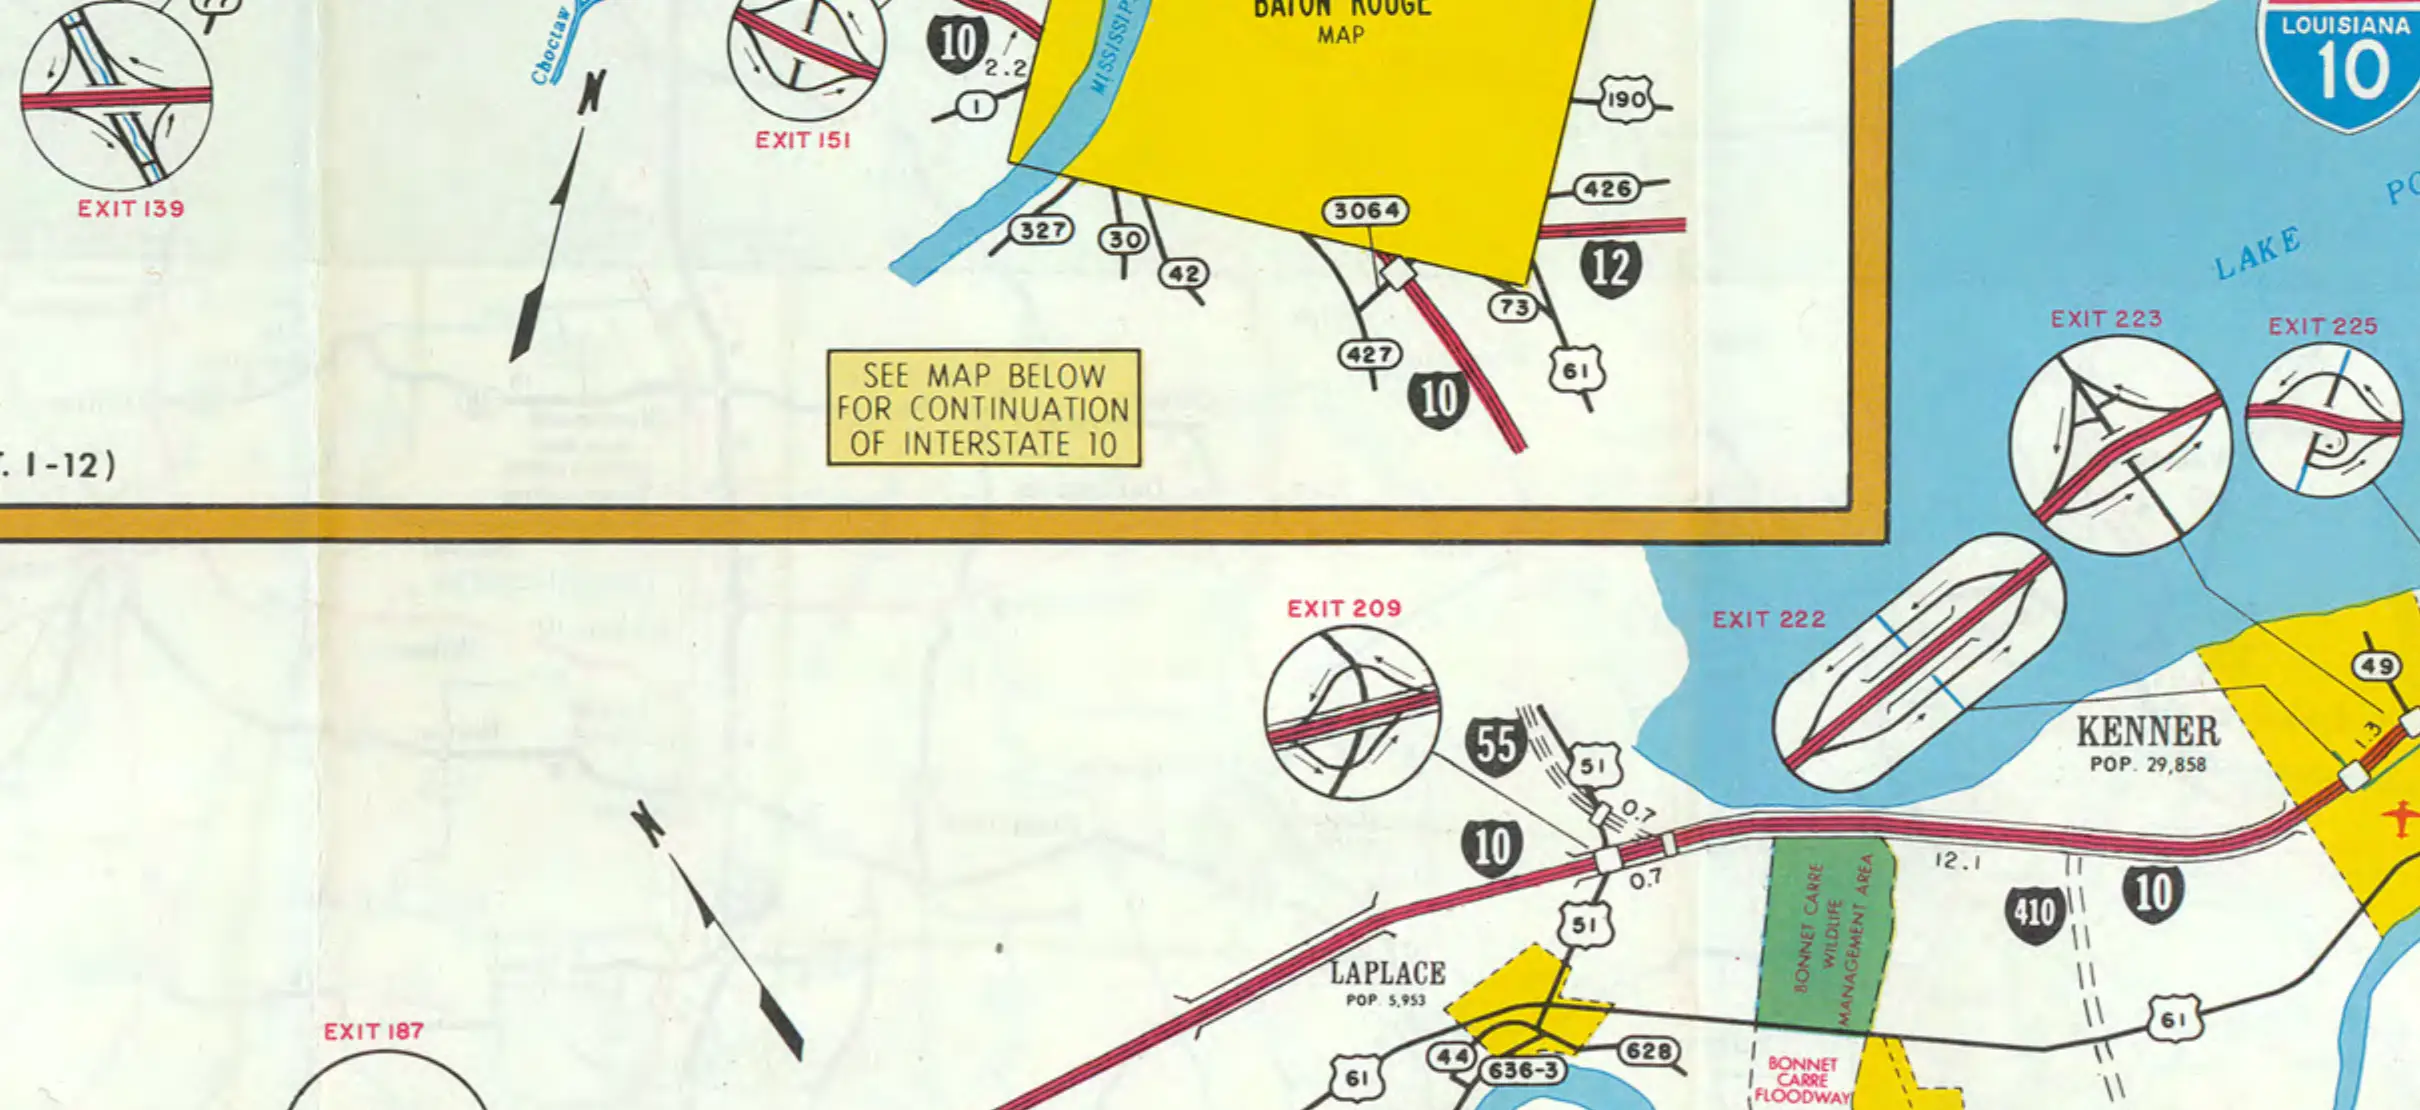 77
EXIT 139
Choctaw
N
EXIT 151
10
2.2
1
BATON ROUGE
MAP
190
426
12
3064
327
30
42
73
427
10
61
SEE MAP BELOW
FOR CONTINUATION
OF INTERSTATE 10
. I-12)
LOUISIANA
10
LAKE
EXIT 223
EXIT 225
EXIT 222
EXIT 209
55
51
0.7
10
0.7
51
KENNER
POP. 29,858
49
1.3
12.1
410
10
BONNET CARRE
WILDLIFE
MANAGEMENT AREA
N
LAPLACE
POP. 5,953
61
44
636-3
628
61
BONNET
CARRE
FLOODWAY
EXIT 187